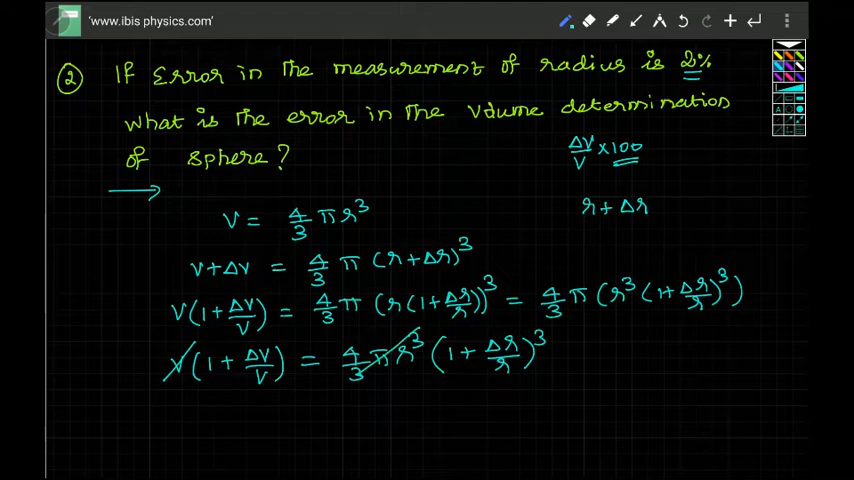 'www.ibis physics.com'
② If Error in the measurement of radius is 2%
what is the error in the volume determination
of sphere?
ΔV/V × 100
r + Δr
V = 4/3 π r³
V + ΔV = 4/3 π (r + Δr)³
V(1 + ΔV/V) = 4/3 π (r(1 + Δr/r))³ = 4/3 π (r³ (1 + Δr/r)³)
V(1 + ΔV/V) = 4/3 π r³ (1 + Δr/r)³